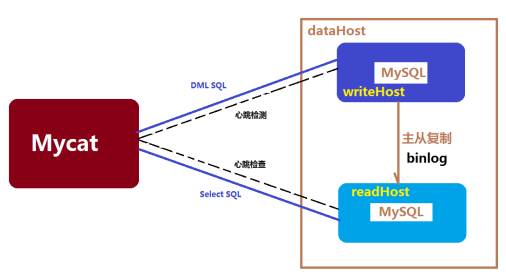 dataHost
MySQL
writeHost
DML SQL
心跳检测
Mycat
主从复制
binlog
心跳检查
Select SQL
readHost
MySQL